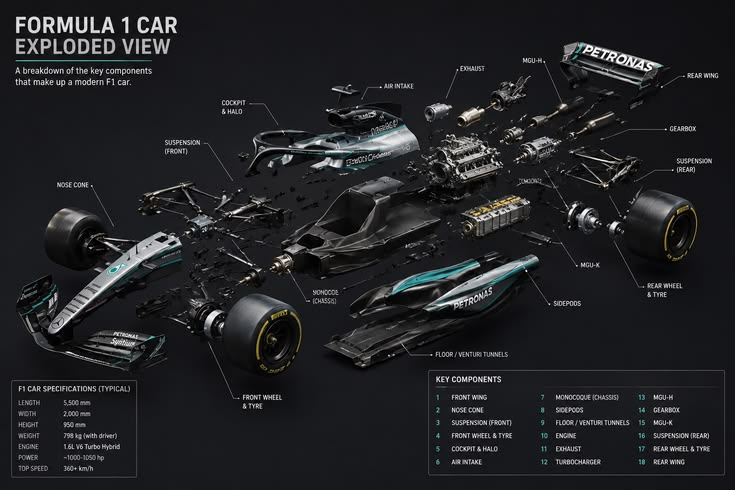 FORMULA 1 CAR
EXPLODED VIEW
A breakdown of the key components
that make up a modern F1 car.
AIR INTAKE
EXHAUST
MGU-H
PETRONAS
REAR WING
COCKPIT
& HALO
GEARBOX
SUSPENSION
(FRONT)
SUSPENSION
(REAR)
NOSE CONE
MGU-K
REAR WHEEL
& TYRE
(CHASSIS)
PETRONAS
SIDEPODS
PETRONAS
Syntium
FLOOR / VENTURI TUNNELS
FRONT WHEEL
& TYRE
F1 CAR SPECIFICATIONS (TYPICAL)
LENGTH 5,500 mm
WIDTH 2,000 mm
HEIGHT 950 mm
WEIGHT 798 kg (with driver)
ENGINE 1.6L V6 Turbo Hybrid
POWER ~1000-1050 hp
TOP SPEED 360+ km/h
KEY COMPONENTS
1 FRONT WING 7 MONOCOQUE (CHASSIS) 13 MGU-H
2 NOSE CONE 8 SIDEPODS 14 GEARBOX
3 SUSPENSION (FRONT) 9 FLOOR / VENTURI TUNNELS 15 MGU-K
4 FRONT WHEEL & TYRE 10 ENGINE 16 SUSPENSION (REAR)
5 COCKPIT & HALO 11 EXHAUST 17 REAR WHEEL & TYRE
6 AIR INTAKE 12 TURBOCHARGER 18 REAR WING